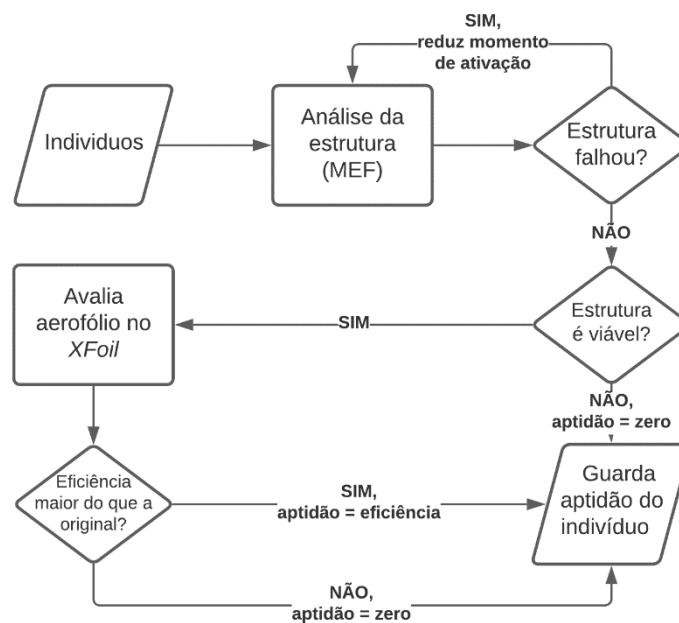 SIM,
reduz momento
de ativação
Individuos
Análise da
estrutura
(MEF)
Estrutura
falhou?
NÃO
Avalia
aerofólio no
XFoil
SIM
Estrutura
é viável?
NÃO,
aptidão = zero
Eficiência
maior do que a
original?
SIM,
aptidão = eficiência
Guarda
aptidão do
indivíduo
NÃO,
aptidão = zero